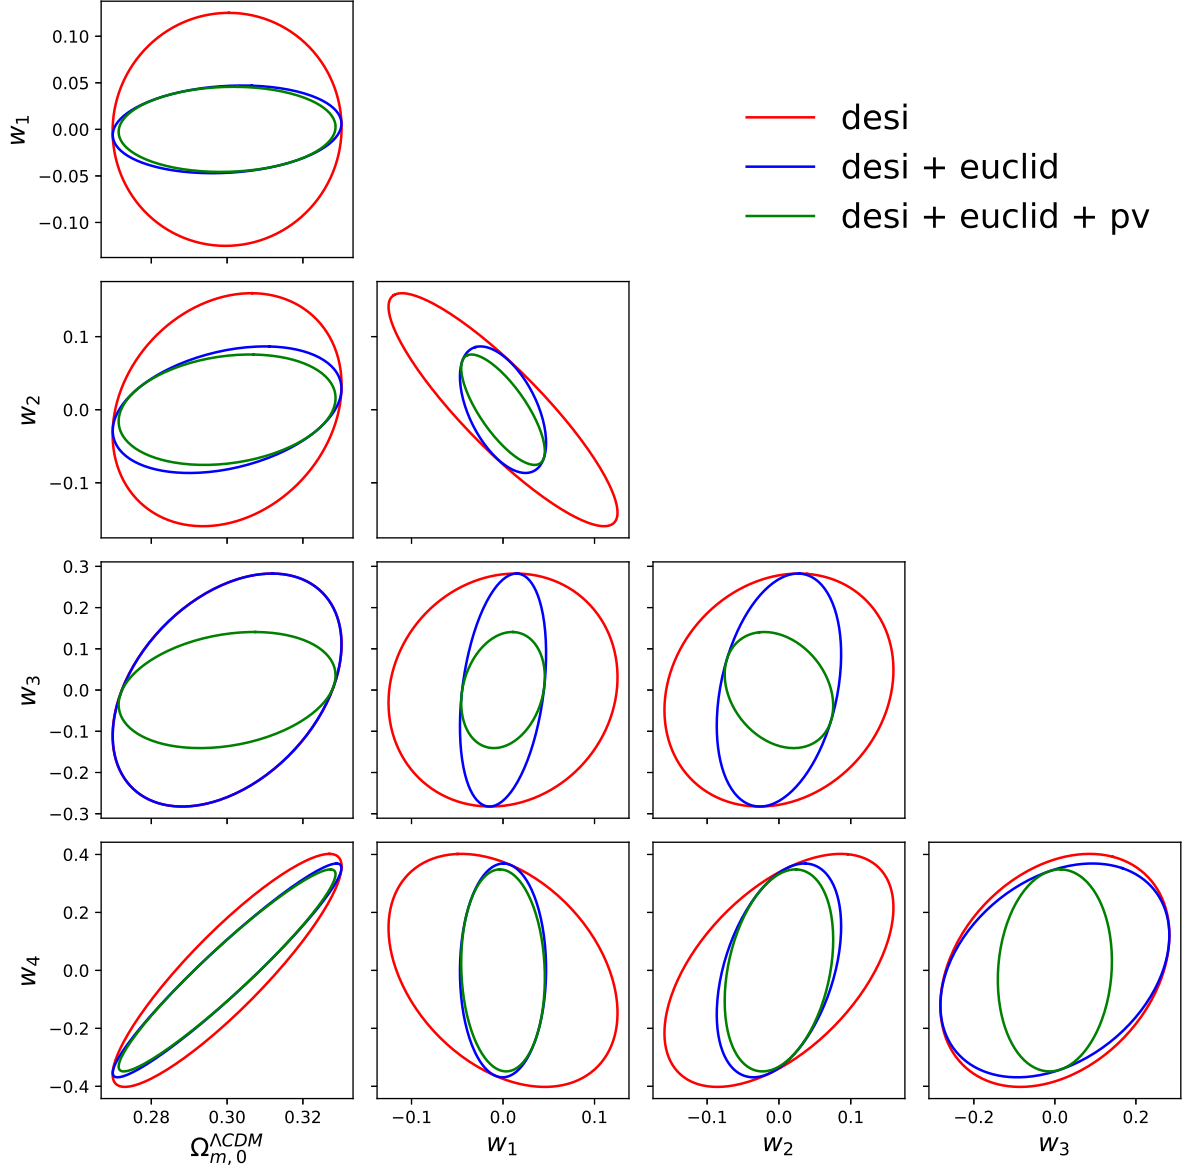 0.10
0.05
0.00
−0.05
−0.10
w₁
desi
desi + euclid
desi + euclid + pv
0.1
0.0
−0.1
w₂
0.3
0.2
0.1
0.0
−0.1
−0.2
−0.3
w₃
0.4
0.2
0.0
−0.2
−0.4
w₄
0.28 0.30 0.32
−0.1 0.0 0.1
−0.1 0.0 0.1
−0.2 0.0 0.2
Ω_{m,0}^{ΛCDM} w₁ w₂ w₃